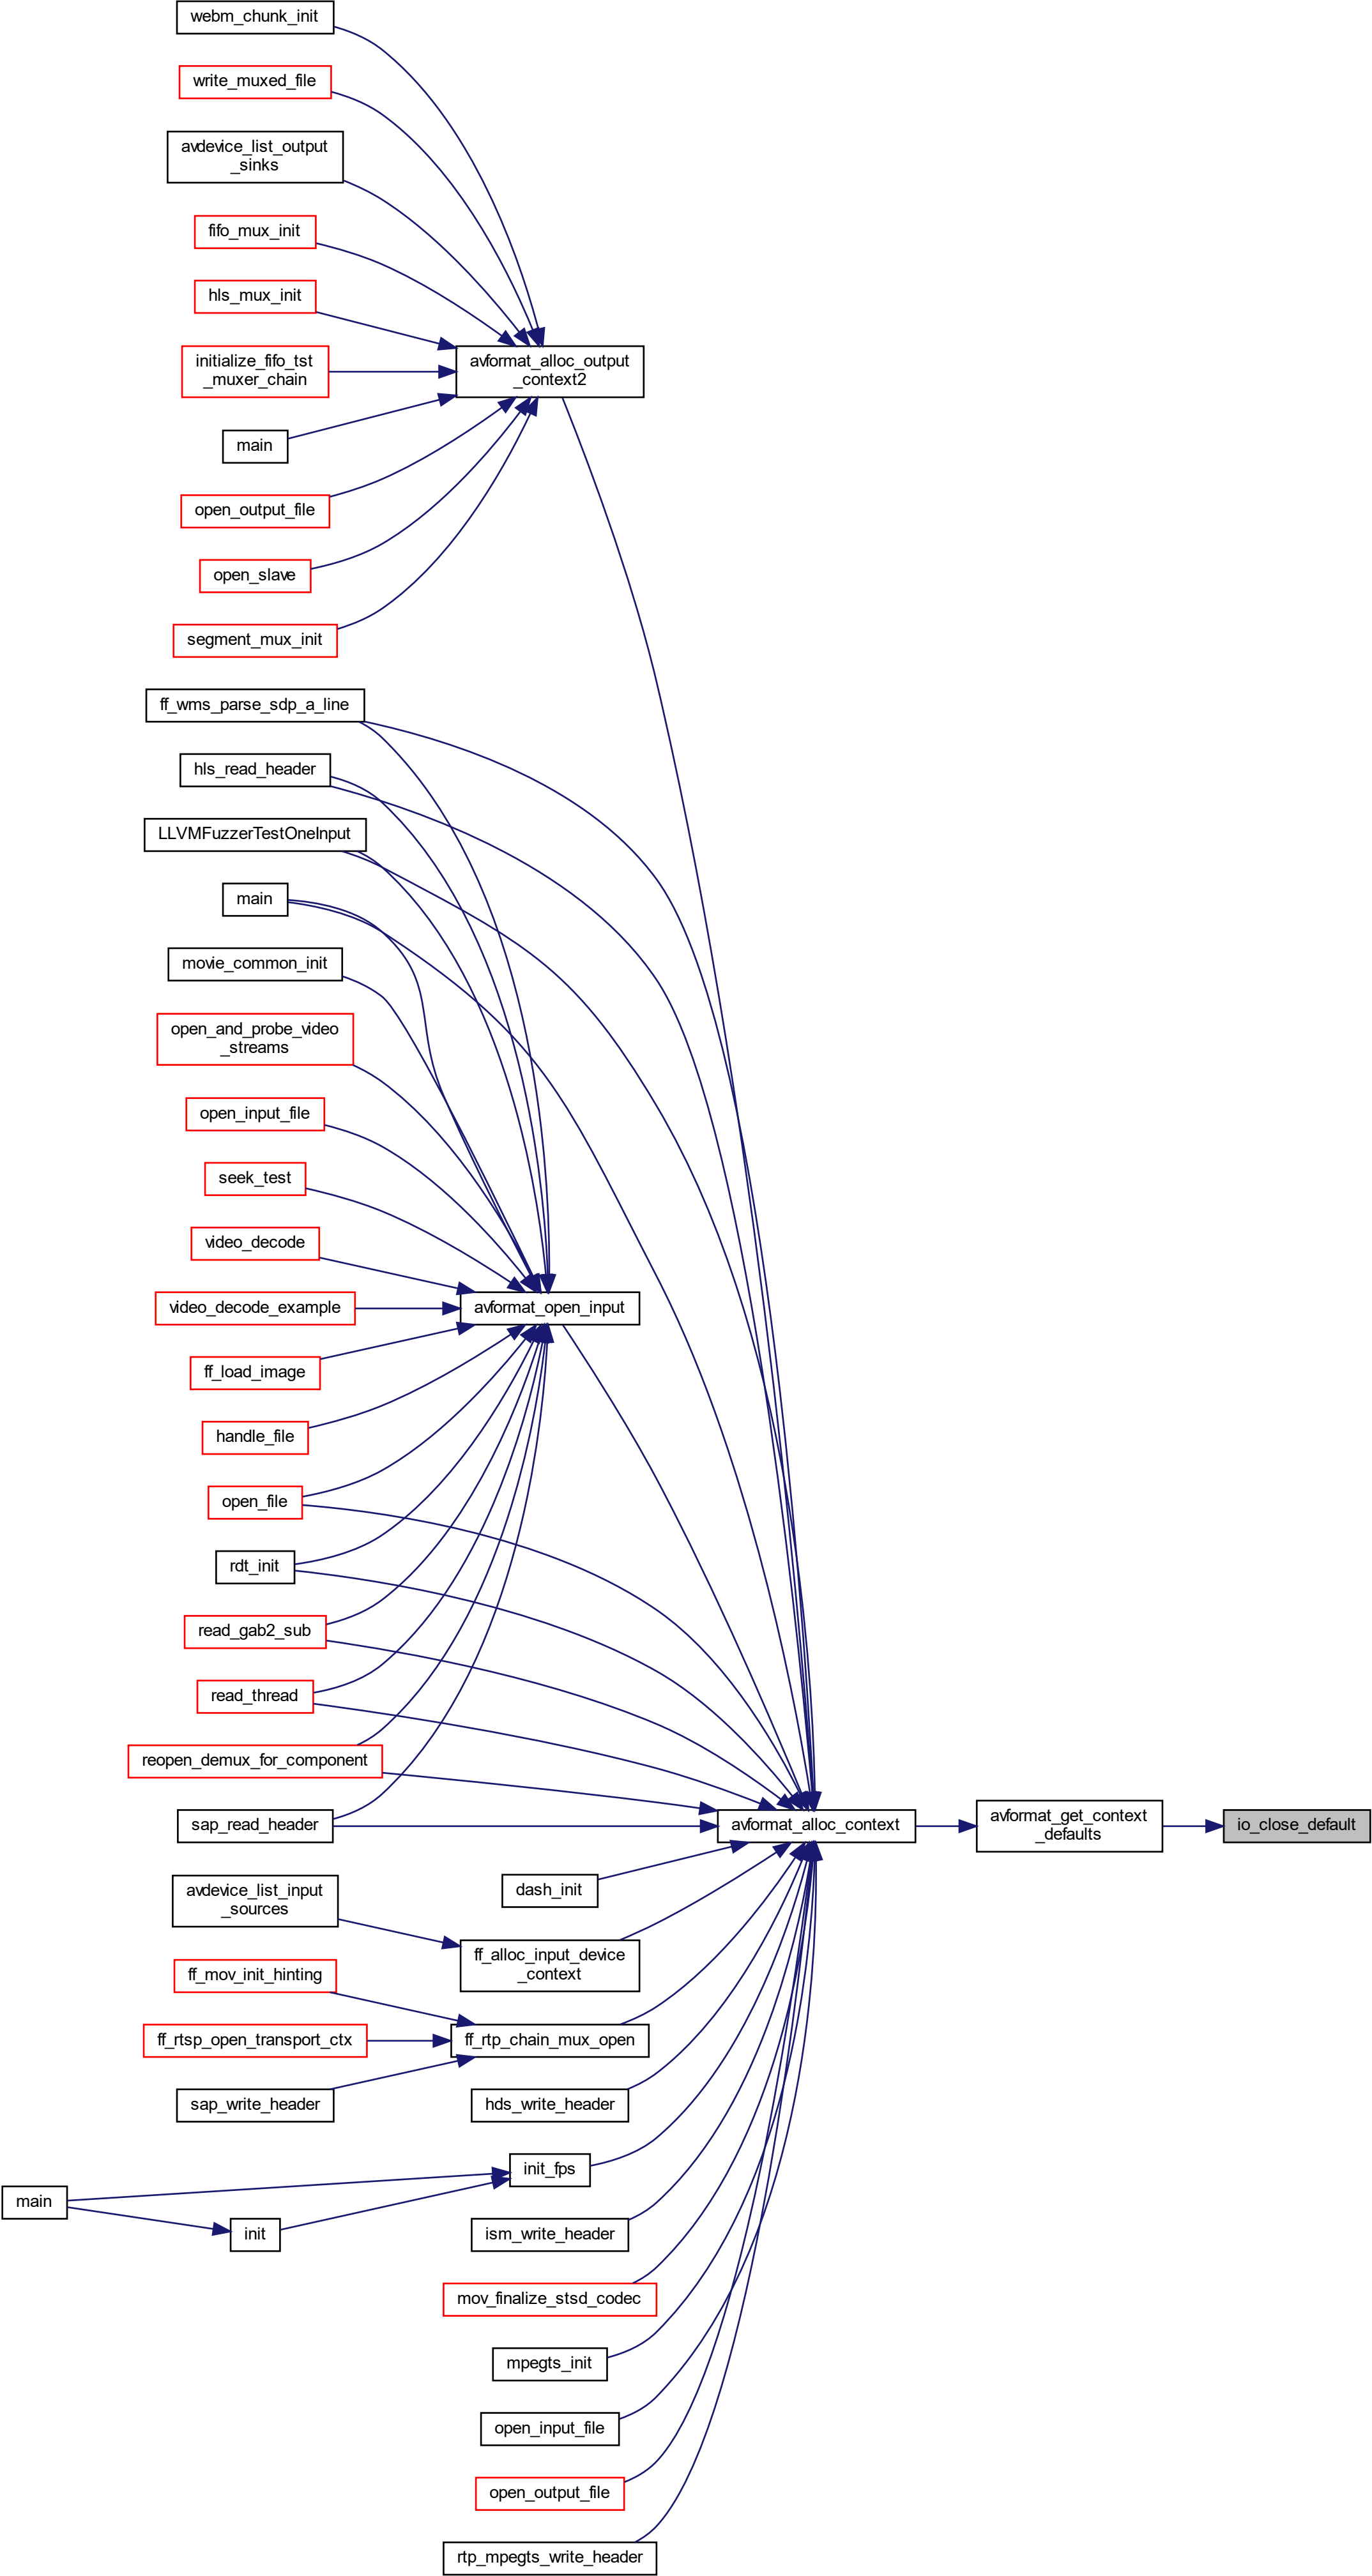 webm_chunk_init
write_muxed_file
avdevice_list_output
_sinks
fifo_mux_init
hls_mux_init
initialize_fifo_tst
_muxer_chain
avformat_alloc_output
_context2
main
open_output_file
open_slave
segment_mux_init
ff_wms_parse_sdp_a_line
hls_read_header
LLVMFuzzerTestOneInput
main
movie_common_init
open_and_probe_video
_streams
open_input_file
seek_test
video_decode
video_decode_example
avformat_open_input
ff_load_image
handle_file
open_file
rdt_init
read_gab2_sub
read_thread
reopen_demux_for_component
sap_read_header
avformat_alloc_context
avformat_get_context
_defaults
io_close_default
dash_init
avdevice_list_input
_sources
ff_alloc_input_device
_context
ff_mov_init_hinting
ff_rtsp_open_transport_ctx
ff_rtp_chain_mux_open
sap_write_header
hds_write_header
init_fps
main
init
ism_write_header
mov_finalize_stsd_codec
mpegts_init
open_input_file
open_output_file
rtp_mpegts_write_header